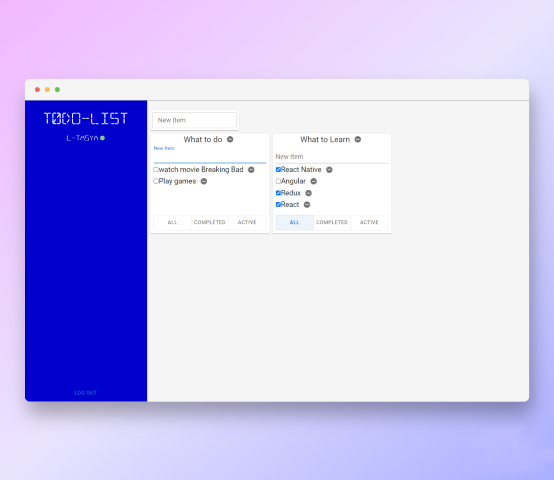 TODO-LIST
L-TASYA
LOG OUT
New Item
What to do
New Item
watch movie Breaking Bad
Play games
ALL COMPLETED ACTIVE
What to Learn
New Item
React Native
Angular
Redux
React
ALL COMPLETED ACTIVE